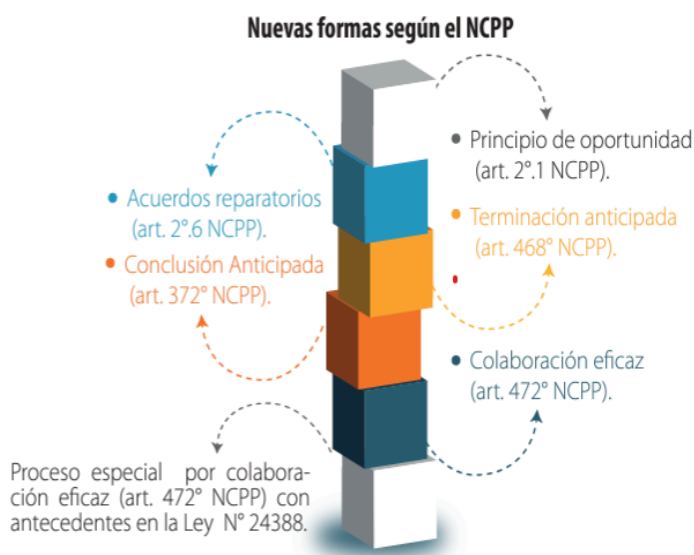 Nuevas formas según el NCPP
• Principio de oportunidad
(art. 2°.1 NCPP).
• Acuerdos reparatorios
(art. 2°.6 NCPP).
• Terminación anticipada
(art. 468° NCPP).
• Conclusión Anticipada
(art. 372° NCPP).
• Colaboración eficaz
(art. 472° NCPP).
Proceso especial por colabora-
ción eficaz (art. 472° NCPP) con
antecedentes en la Ley N° 24388.